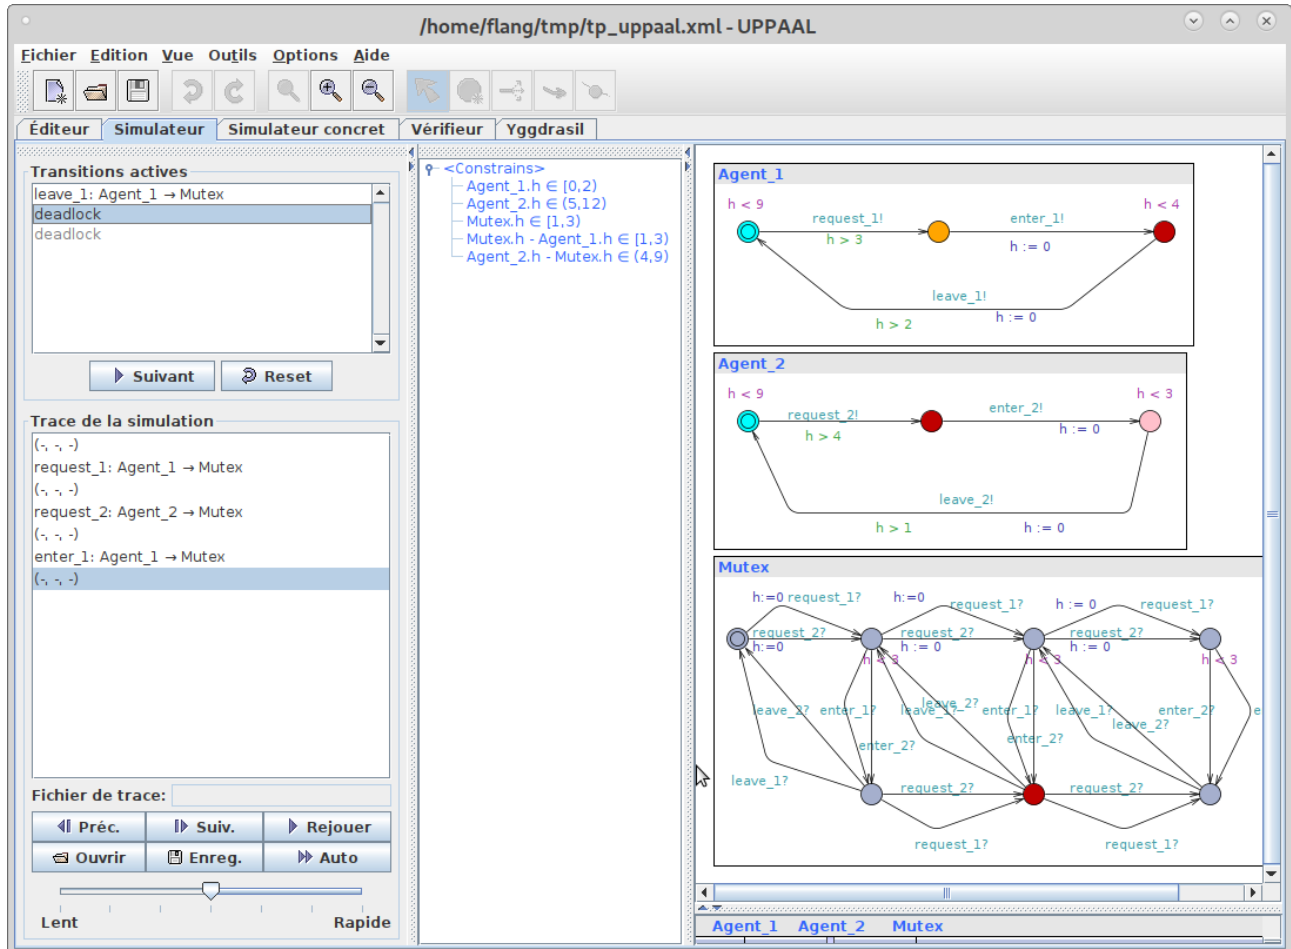 /home/flang/tmp/tp_uppaal.xml - UPPAAL
Fichier Edition Vue Outils Options Aide
Éditeur Simulateur Simulateur concret Vérifieur Yggdrasil
Transitions actives
leave_1: Agent_1 → Mutex
deadlock
deadlock
Suivant Reset
Trace de la simulation
(-, -, -)
request_1: Agent_1 → Mutex
(-, -, -)
request_2: Agent_2 → Mutex
(-, -, -)
enter_1: Agent_1 → Mutex
(-, -, -)
Fichier de trace:
Préc. Suiv. Rejouer
Ouvrir Enreg. Auto
Lent Rapide
<Constrains>
Agent_1.h ∈ [0,2)
Agent_2.h ∈ (5,12)
Mutex.h ∈ [1,3)
Mutex.h - Agent_1.h ∈ [1,3)
Agent_2.h - Mutex.h ∈ (4,9)
Agent_1
h < 9 h < 4
request_1! enter_1!
h > 3 h := 0
leave_1!
h > 2 h := 0
Agent_2
h < 9 h < 3
request_2! enter_2!
h > 4 h := 0
leave_2!
h > 1 h := 0
Mutex
h:=0 request_1? h:=0 request_1? h := 0 request_1?
request_2? request_2? request_2?
h:=0 h := 0 h := 0
h < 3 h < 3 h < 3
leave_2? enter_1? leave_1? leave_2? enter_1? leave_1? enter_2?
enter_2? enter_2? leave_2?
leave_1? request_2? request_2?
request_1? request_1?
Agent_1 Agent_2 Mutex